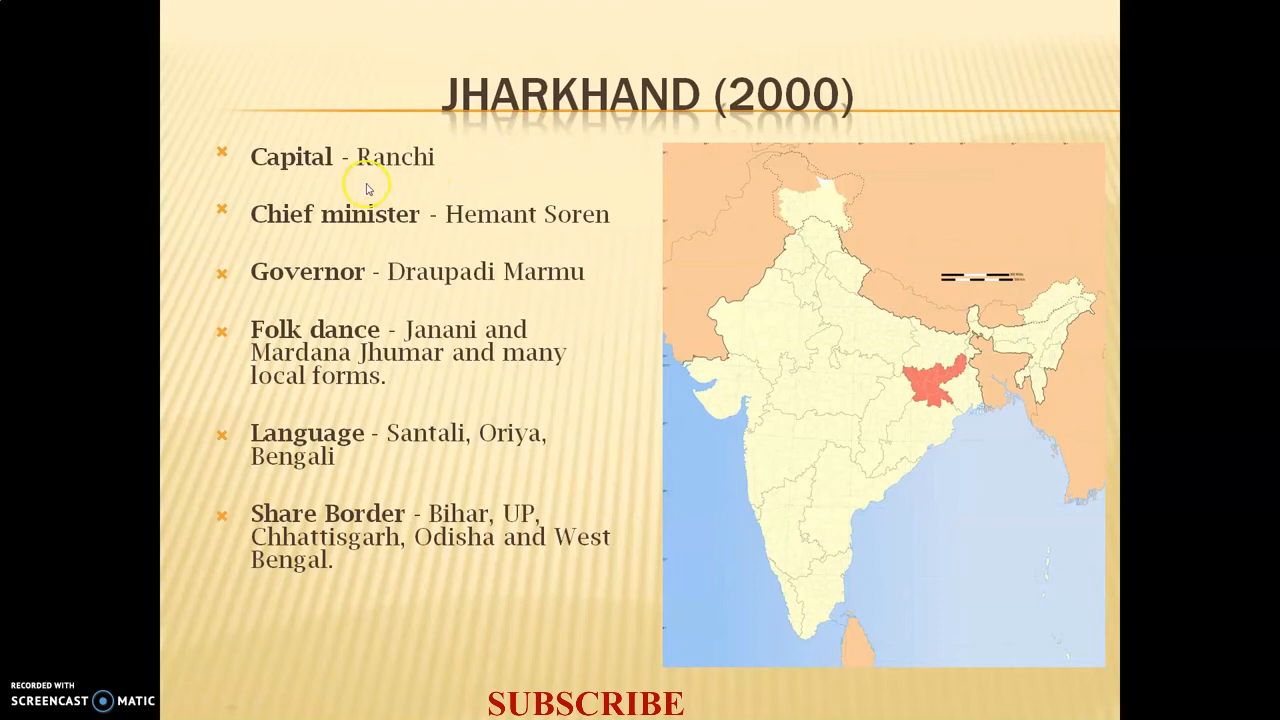 JHARKHAND (2000)
Capital - Ranchi
Chief minister - Hemant Soren
Governor - Draupadi Marmu
Folk dance - Janani and
Mardana Jhumar and many
local forms.
Language - Santali, Oriya,
Bengali
Share Border - Bihar, UP,
Chhattisgarh, Odisha and West
Bengal.
RECORDED WITH
SCREENCAST MATIC
SUBSCRIBE